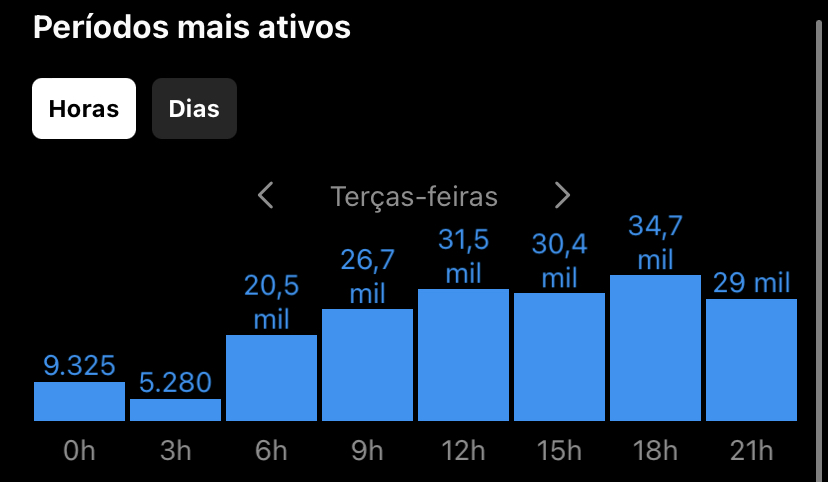 Períodos mais ativos
Horas
Dias
Terças-feiras
9.325
5.280
20,5
mil
26,7
mil
31,5
mil
30,4
mil
34,7
mil
29 mil
0h
3h
6h
9h
12h
15h
18h
21h